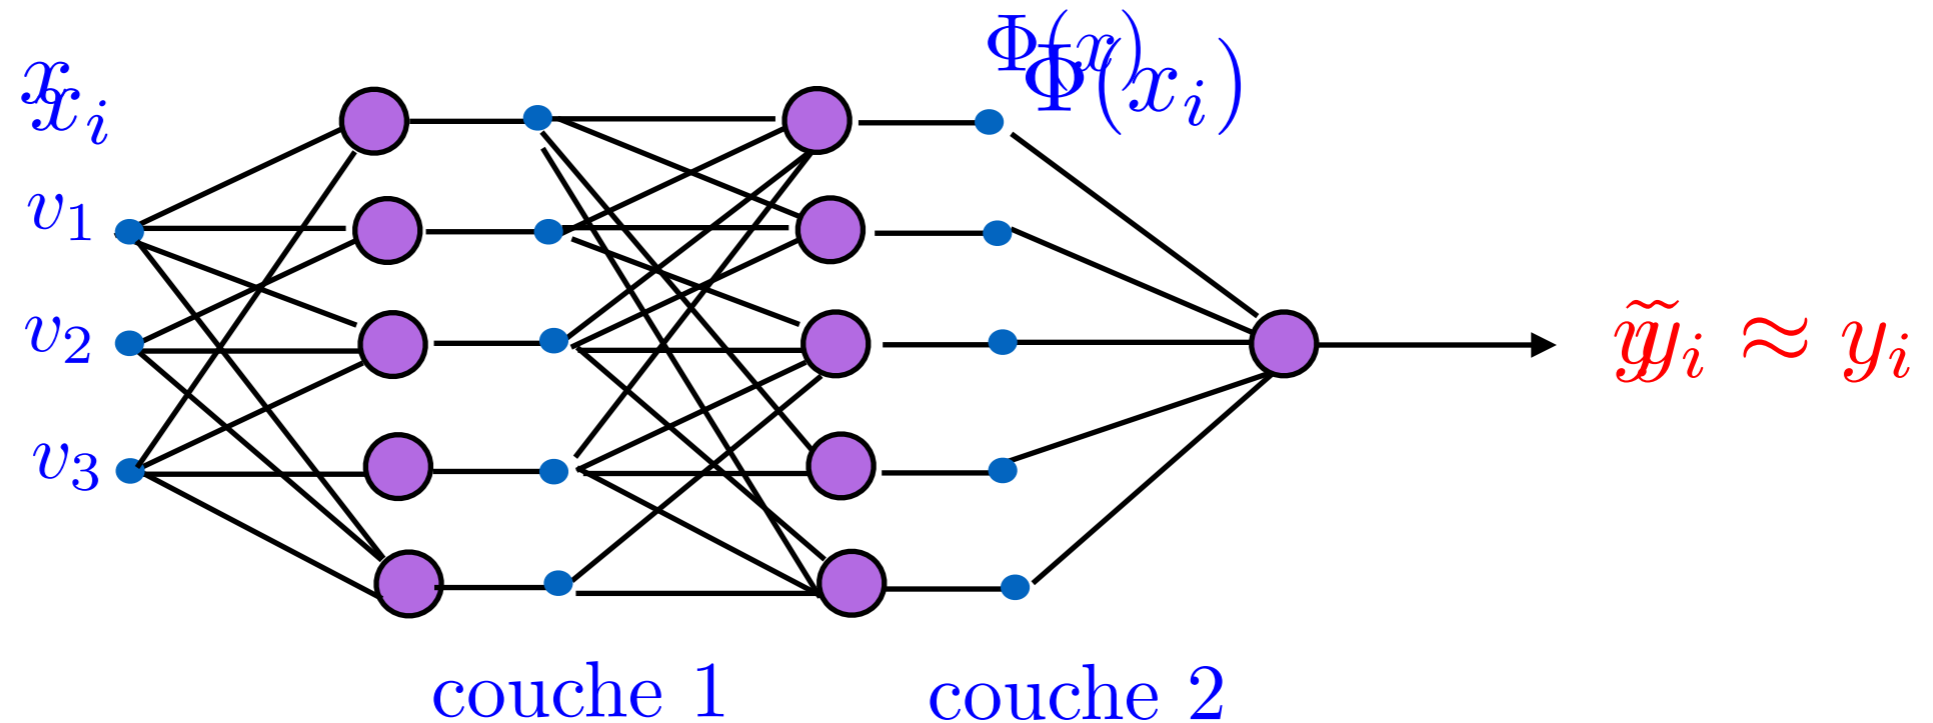 x
x_i
Φ(x)
Φ(x_i)
v_1
v_2
v_3
ỹ
ỹ_i ≈ y_i
couche 1
couche 2